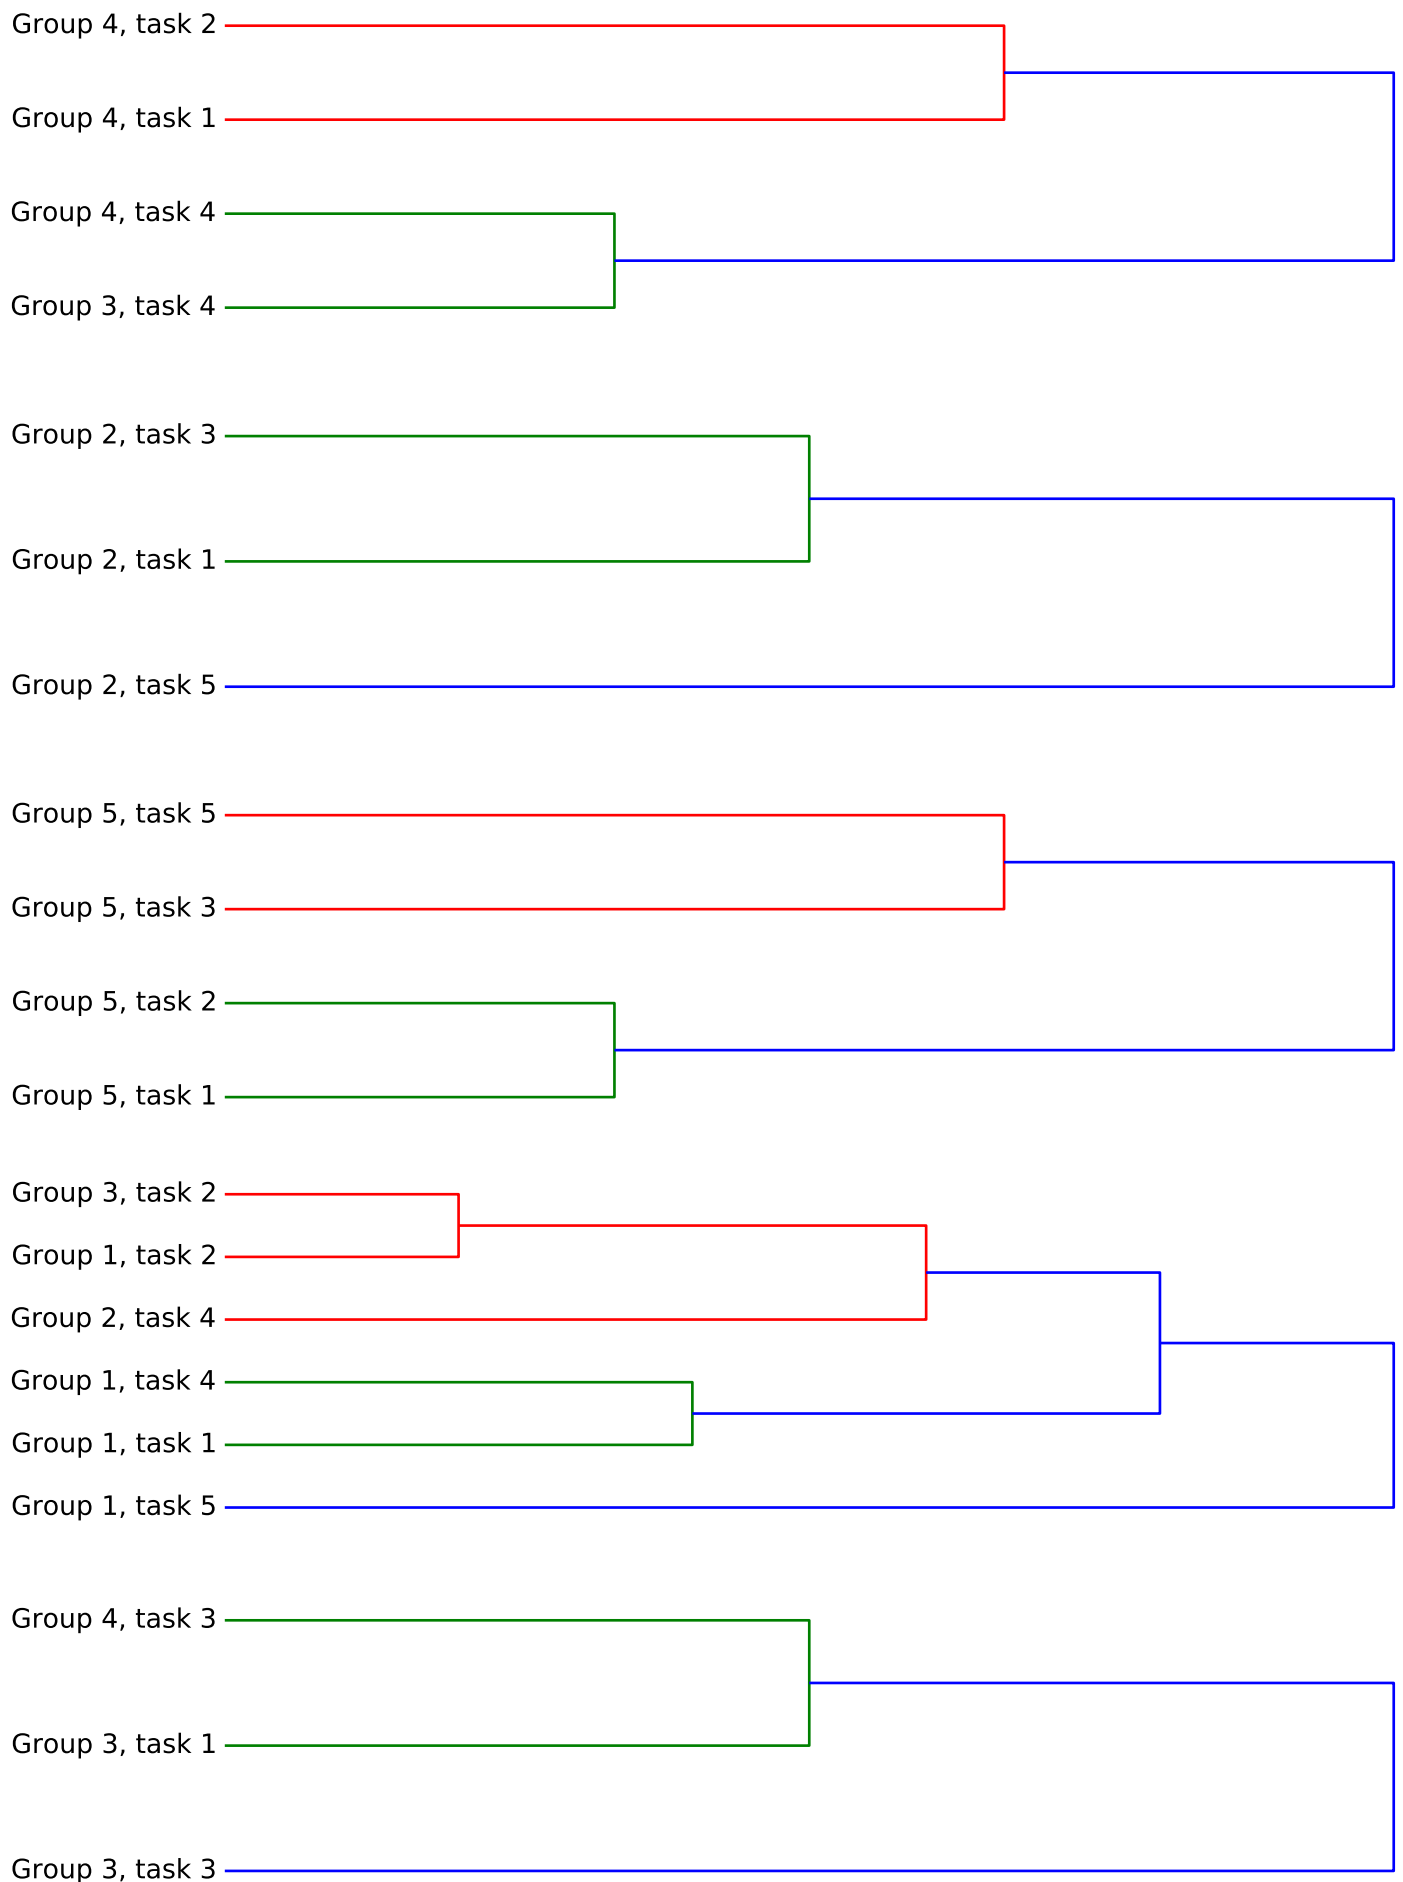 Group 4, task 2
Group 4, task 1
Group 4, task 4
Group 3, task 4
Group 2, task 3
Group 2, task 1
Group 2, task 5
Group 5, task 5
Group 5, task 3
Group 5, task 2
Group 5, task 1
Group 3, task 2
Group 1, task 2
Group 2, task 4
Group 1, task 4
Group 1, task 1
Group 1, task 5
Group 4, task 3
Group 3, task 1
Group 3, task 3